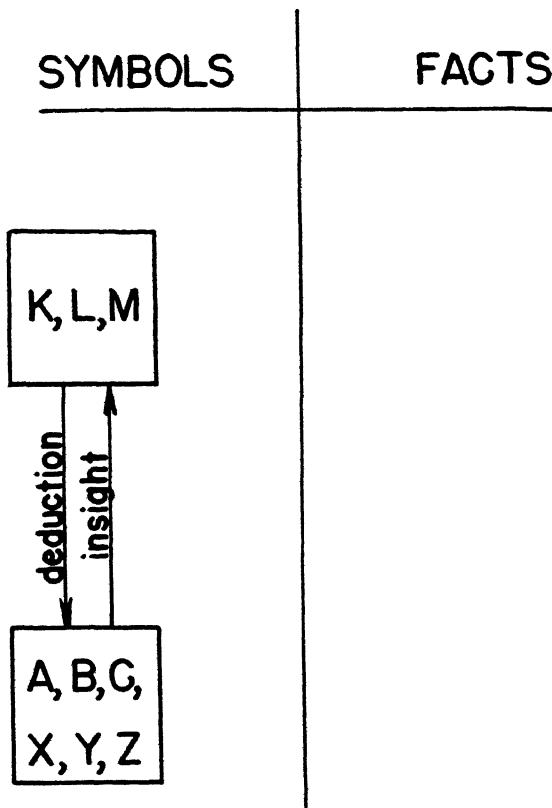 SYMBOLS
FACTS
K, L, M
deduction
insight
A, B, C,
X, Y, Z